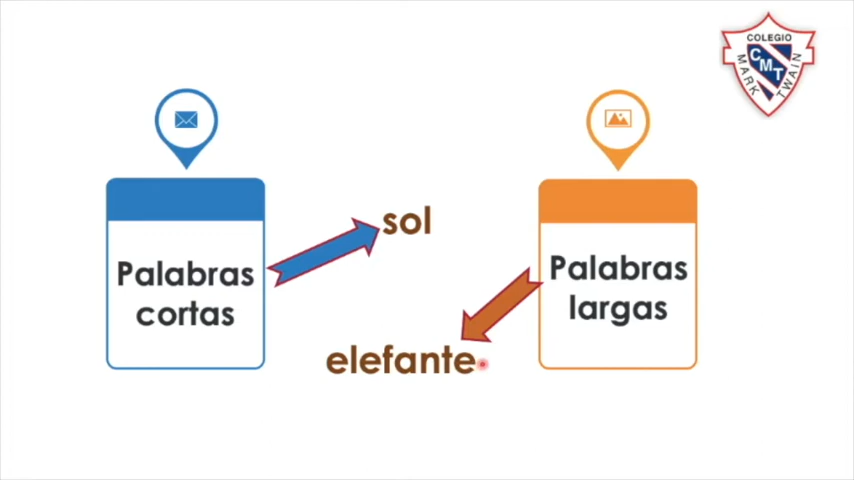 COLEGIO
MARK
CMT
TWAIN
sol
Palabras
cortas
Palabras
largas
elefante